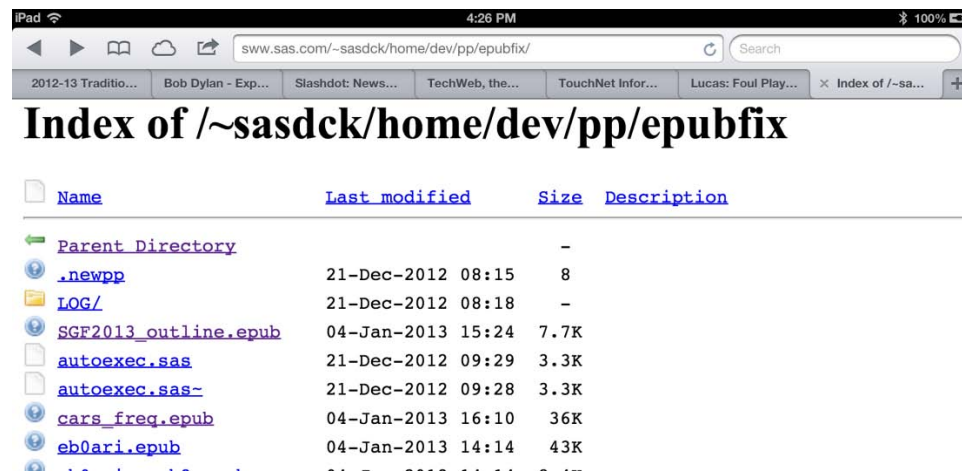 iPad 4:26 PM 100%
sww.sas.com/~sasdck/home/dev/pp/epubfix/ Search
2012-13 Traditio... Bob Dylan - Exp... Slashdot: News... TechWeb, the... TouchNet Infor... Lucas: Foul Play... × Index of /~sa... +
Index of /~sasdck/home/dev/pp/epubfix
Name Last modified Size Description
Parent Directory -
.newpp 21-Dec-2012 08:15 8
LOG/ 21-Dec-2012 08:18 -
SGF2013_outline.epub 04-Jan-2013 15:24 7.7K
autoexec.sas 21-Dec-2012 09:29 3.3K
autoexec.sas~ 21-Dec-2012 09:28 3.3K
cars_freq.epub 04-Jan-2013 16:10 36K
eb0ari.epub 04-Jan-2013 14:14 43K